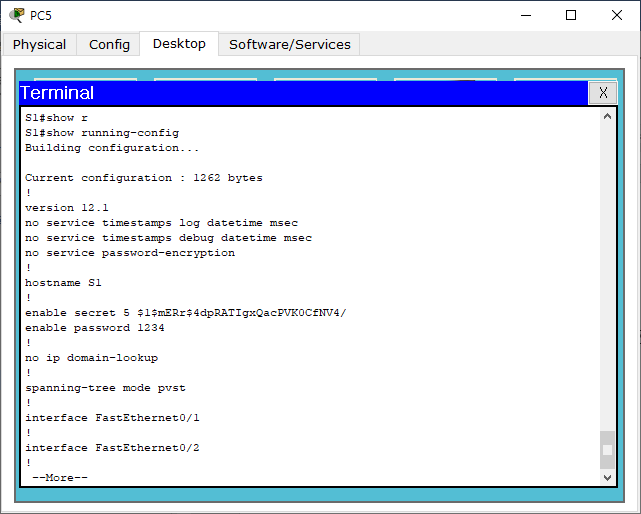 PC5
Physical Config Desktop Software/Services
Terminal X
S1#show r
S1#show running-config
Building configuration...
Current configuration : 1262 bytes
!
version 12.1
no service timestamps log datetime msec
no service timestamps debug datetime msec
no service password-encryption
!
hostname S1
!
enable secret 5 $1$mERr$4dpRATIgxQacPVK0CfNV4/
enable password 1234
!
no ip domain-lookup
!
spanning-tree mode pvst
!
interface FastEthernet0/1
!
interface FastEthernet0/2
!
--More--